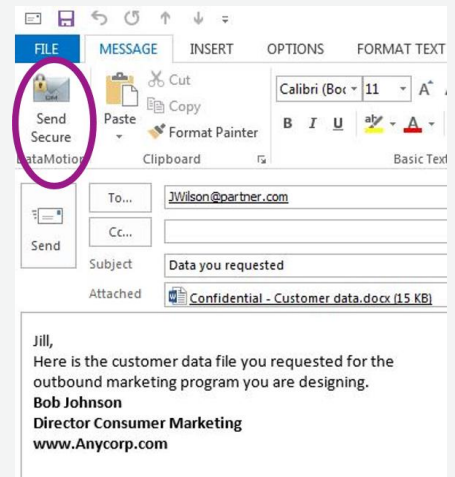 FILE MESSAGE INSERT OPTIONS FORMAT TEXT
Send Secure
Paste
Cut
Copy
Format Painter
Calibri (Boc 11 A
B I U aby A
DataMotion Clipboard Basic Text
Send
To... JWilson@partner.com
Cc...
Subject Data you requested
Attached Confidential - Customer data.docx (15 KB)
Jill,
Here is the customer data file you requested for the
outbound marketing program you are designing.
Bob Johnson
Director Consumer Marketing
www.Anycorp.com